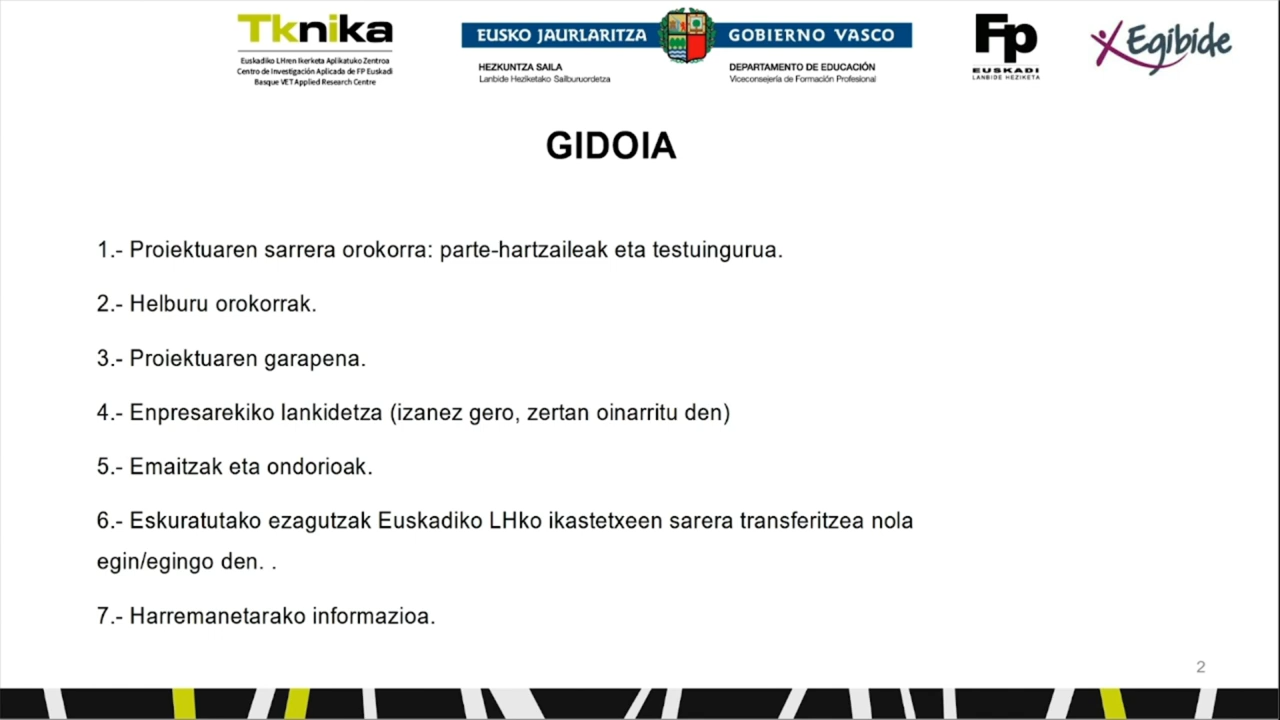 Tknika
Euskadiko LHren Ikerketa Aplikatuko Zentroa
Centro de Investigación Aplicada de FP Euskadi
Basque VET Applied Research Centre
EUSKO JAURLARITZA GOBIERNO VASCO
HEZKUNTZA SAILA
Lanbide Heziketako Sailburuordetza
DEPARTAMENTO DE EDUCACIÓN
Viceconsejería de Formación Profesional
Fp
EUSKADI
LANBIDE HEZIKETA
Egibide
GIDOIA
1.- Proiektuaren sarrera orokorra: parte-hartzaileak eta testuingurua.
2.- Helburu orokorrak.
3.- Proiektuaren garapena.
4.- Enpresarekiko lankidetza (izanez gero, zertan oinarritu den)
5.- Emaitzak eta ondorioak.
6.- Eskuratutako ezagutzak Euskadiko LHko ikastetxeen sarera transferitzea nola
egin/egingo den. .
7.- Harremanetarako informazioa.
2